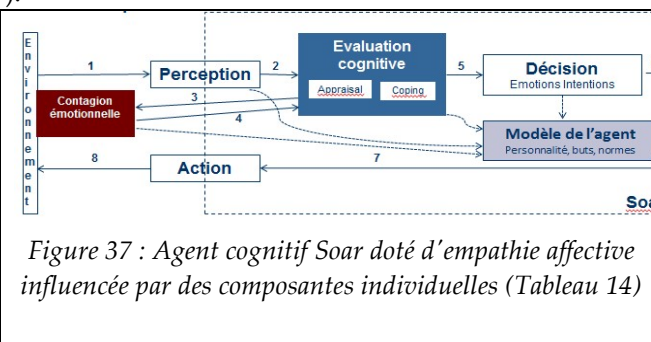 ).
Environnement
1
Perception
2
Evaluation
cognitive
Appraisal
Coping
5
Décision
Emotions Intentions
Contagion
émotionnelle
3
4
Modèle de l'agent
Personnalité, buts, normes
8
Action
7
Figure 37 : Agent cognitif Soar doté d'empathie affective
influencée par des composantes individuelles (Tableau 14)